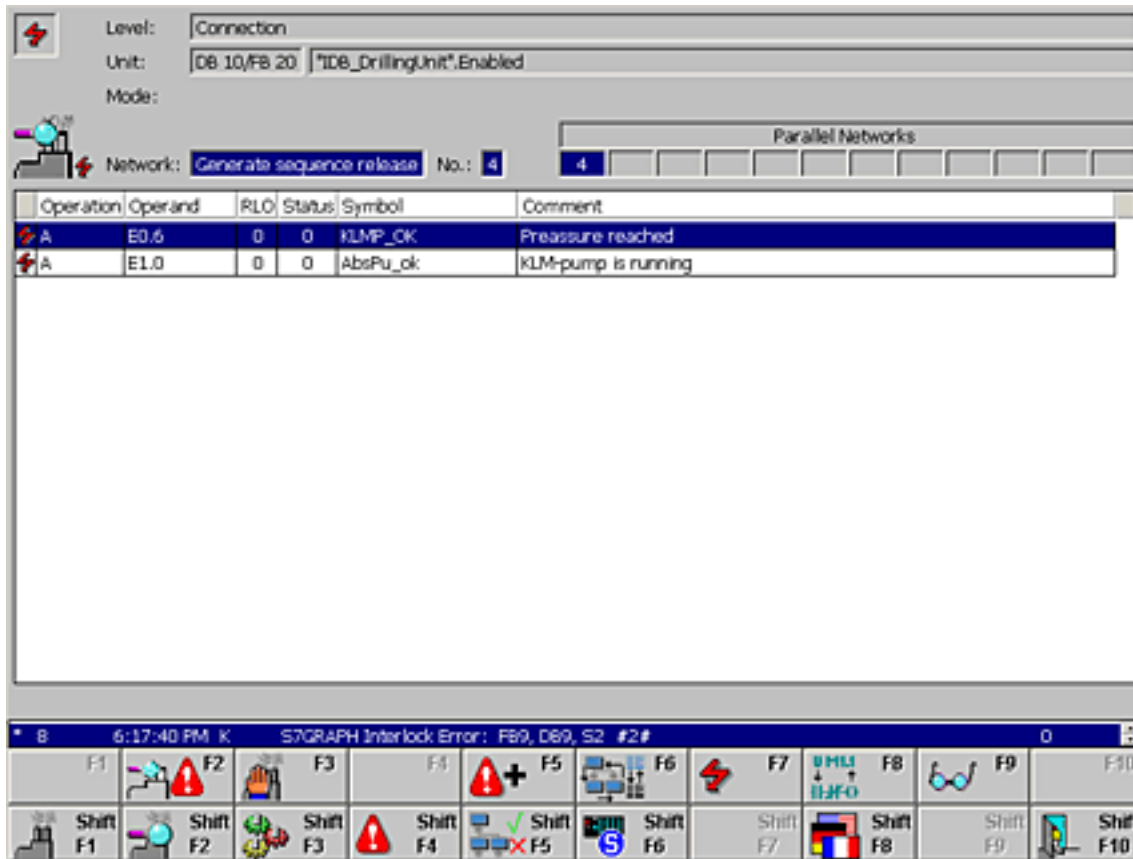 Level: Connection
Unit: DB 10/FB 20 "IDB_DrillingUnit".Enabled
Mode:
Parallel Networks
Network: Generate sequence release No.: 4 4
Operation Operand RLO Status Symbol Comment
A E0.6 0 0 KLMP_OK Preassure reached
A E1.0 0 0 AbsPu_ok KLM-pump is running
* 8 6:17:40 PM K S7GRAPH Interlock Error: FB9, DB9, S2 #2# 0
F1 F2 F3 F4 F5 F6 F7 F8 F9 F10
Shift Shift Shift Shift Shift Shift Shift Shift Shift Shif
F1 F2 F3 F4 F5 S F6 F7 F8 F9 F10